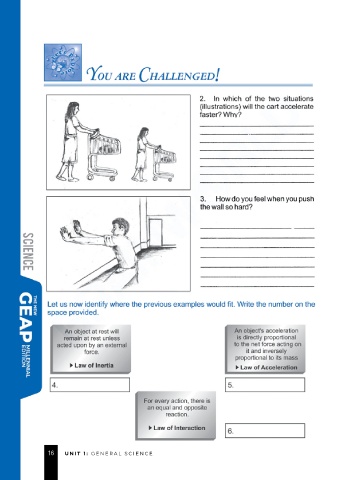 YOU ARE CHALLENGED!
2. In which of the two situations
(illustrations) will the cart accelerate
faster? Why?
3. How do you feel when you push
the wall so hard?
SCIENCE
THE NEW
GEAP
MILLENNIAL
EDITION
Let us now identify where the previous examples would fit. Write the number on the
space provided.
An object at rest will
remain at rest unless
acted upon by an external
force.
Law of Inertia
An object's acceleration
is directly proportional
to the net force acting on
it and inversely
proportional to its mass
Law of Acceleration
4.
5.
For every action, there is
an equal and opposite
reaction.
Law of Interaction
6.
16 UNIT 1: GENERAL SCIENCE